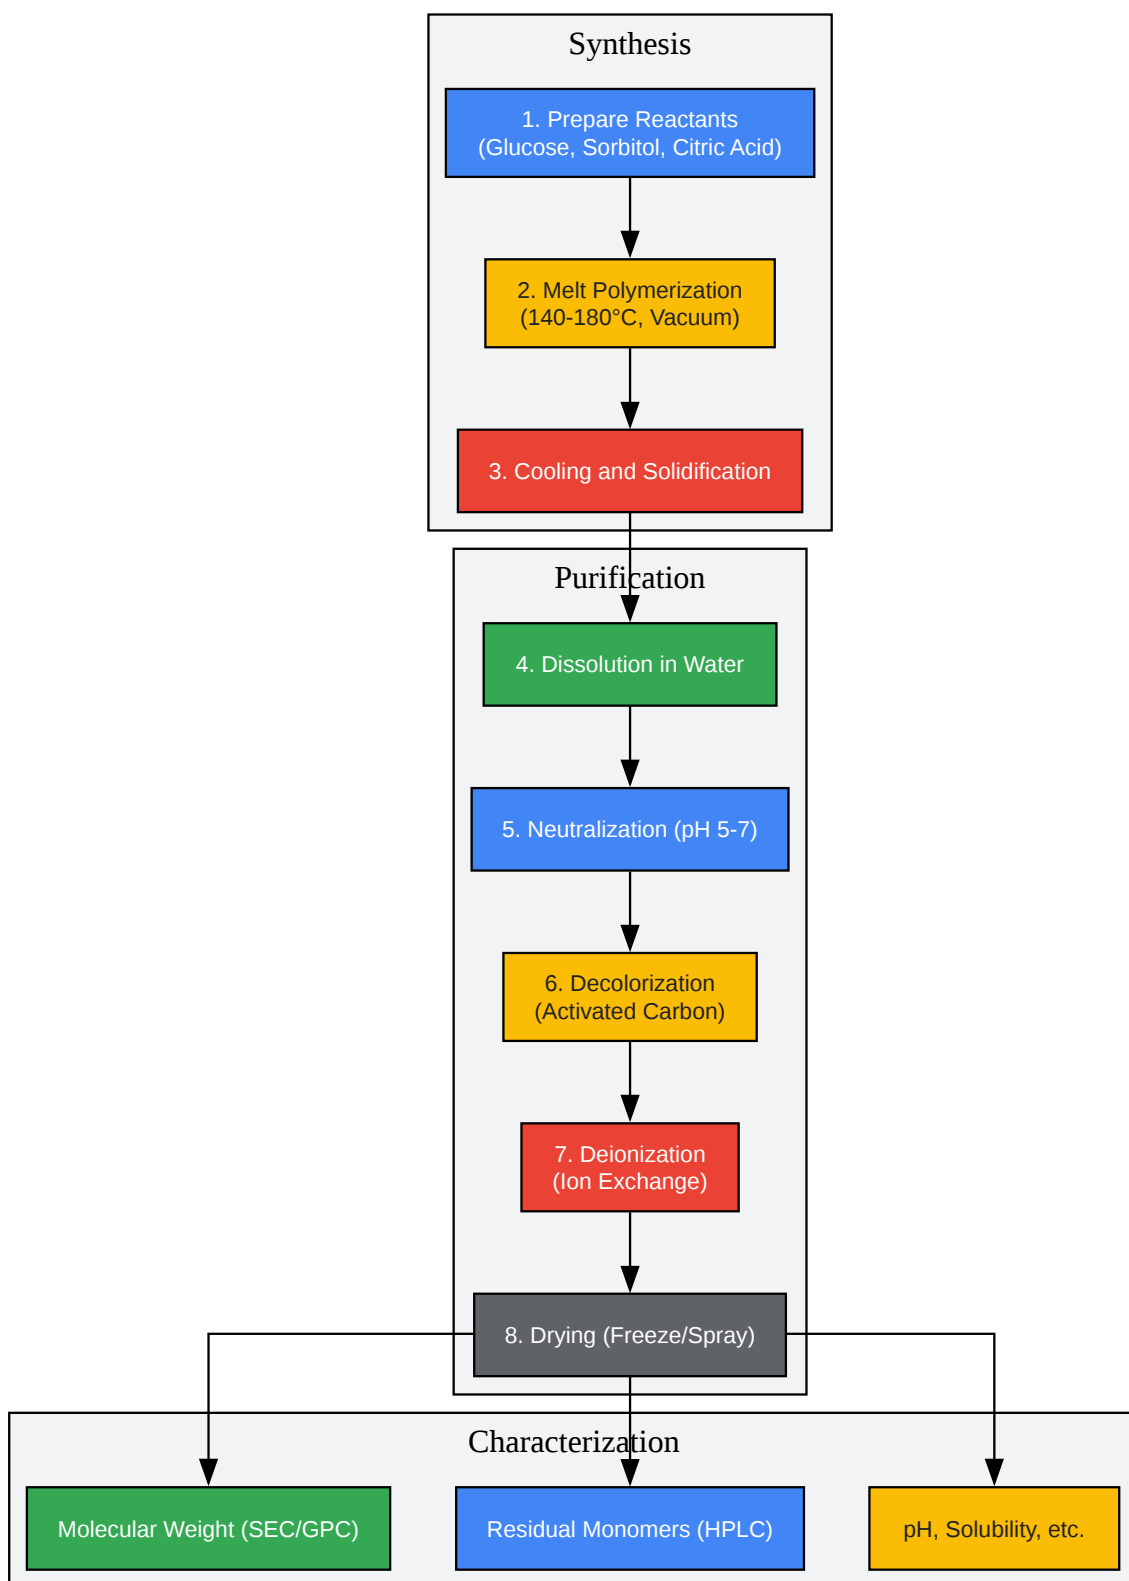 Synthesis
1. Prepare Reactants
(Glucose, Sorbitol, Citric Acid)
2. Melt Polymerization
(140-180°C, Vacuum)
3. Cooling and Solidification
Purification
4. Dissolution in Water
5. Neutralization (pH 5-7)
6. Decolorization
(Activated Carbon)
7. Deionization
(Ion Exchange)
8. Drying (Freeze/Spray)
Characterization
Molecular Weight (SEC/GPC)
Residual Monomers (HPLC)
pH, Solubility, etc.